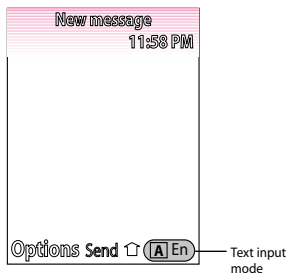 New message
11:58 PM
Options Send A En
Text input
mode